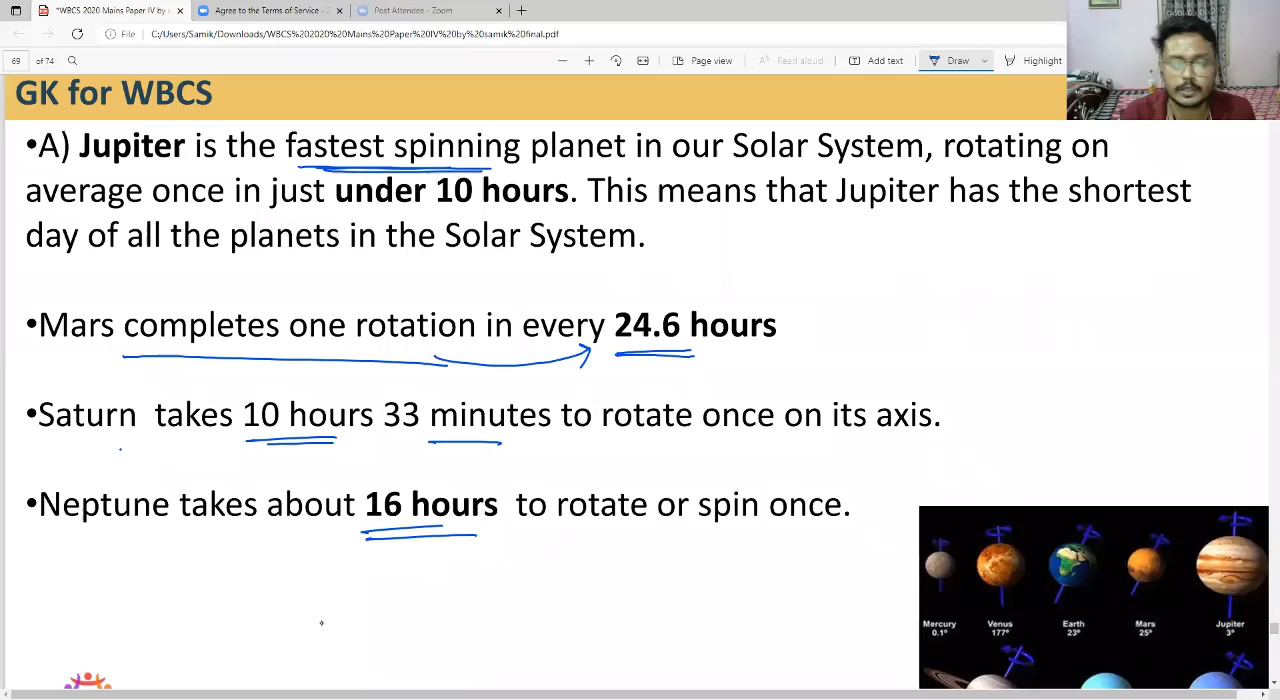 *WBCS 2020 Mains Paper IV by
Agree to the Terms of Service - Z
Post Attendee - Zoom
File
C:/Users/Samik/Downloads/WBCS%202020%20Mains%20Paper%20IV%20by%20samik%20final.pdf
69 of 74
Page view
Read aloud
Add text
Draw
Highlight
GK for WBCS
•A) Jupiter is the fastest spinning planet in our Solar System, rotating on
average once in just under 10 hours. This means that Jupiter has the shortest
day of all the planets in the Solar System.
•Mars completes one rotation in every 24.6 hours
•Saturn takes 10 hours 33 minutes to rotate once on its axis.
•Neptune takes about 16 hours to rotate or spin once.
Mercury Venus Earth Mars Jupiter
0.1° 177° 23° 25° 3°